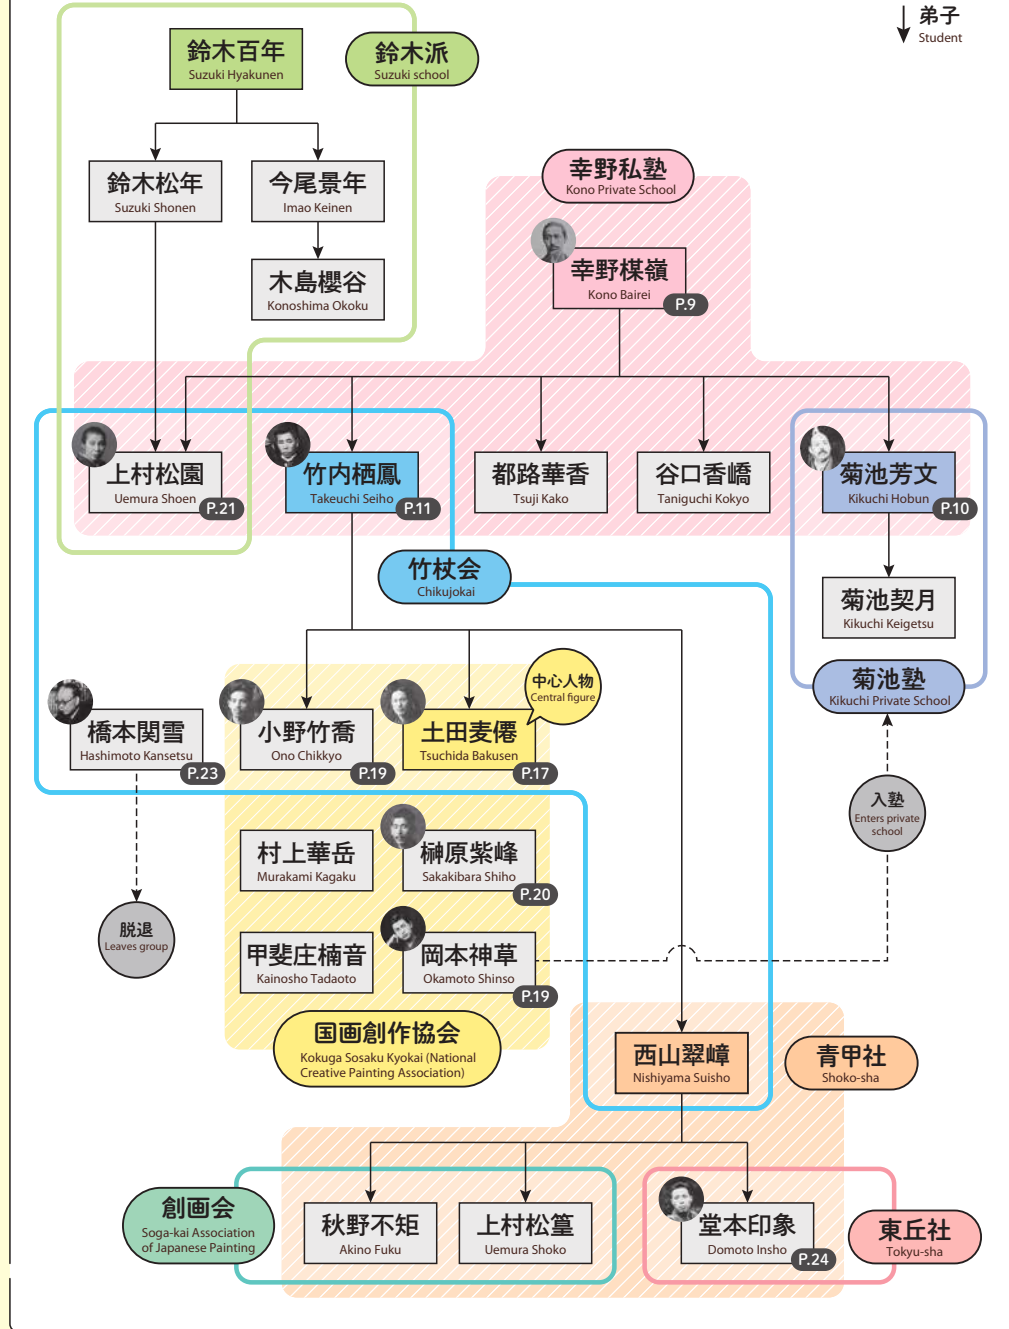 弟子
Student
鈴木百年
Suzuki Hyakunen
鈴木派
Suzuki school
鈴木松年
Suzuki Shonen
今尾景年
Imao Keinen
木島櫻谷
Konoshima Okoku
幸野私塾
Kono Private School
幸野楳嶺
Kono Bairei
P.9
上村松園
Uemura Shoen
P.21
竹内栖鳳
Takeuchi Seiho
P.11
都路華香
Tsuji Kako
谷口香嶠
Taniguchi Kokyo
菊池芳文
Kikuchi Hobun
P.10
竹杖会
Chikujokai
菊池契月
Kikuchi Keigetsu
菊池塾
Kikuchi Private School
中心人物
Central figure
橋本関雪
Hashimoto Kansetsu
P.23
小野竹喬
Ono Chikkyo
P.19
土田麦僊
Tsuchida Bakusen
P.17
入塾
Enters private
school
村上華岳
Murakami Kagaku
榊原紫峰
Sakakibara Shiho
P.20
脱退
Leaves group
甲斐庄楠音
Kainosho Tadaoto
岡本神草
Okamoto Shinso
P.19
国画創作協会
Kokuga Sosaku Kyokai (National
Creative Painting Association)
西山翠嶂
Nishiyama Suisho
青甲社
Shoko-sha
創画会
Soga-kai Association
of Japanese Painting
秋野不矩
Akino Fuku
上村松篁
Uemura Shoko
堂本印象
Domoto Insho
P.24
東丘社
Tokyu-sha